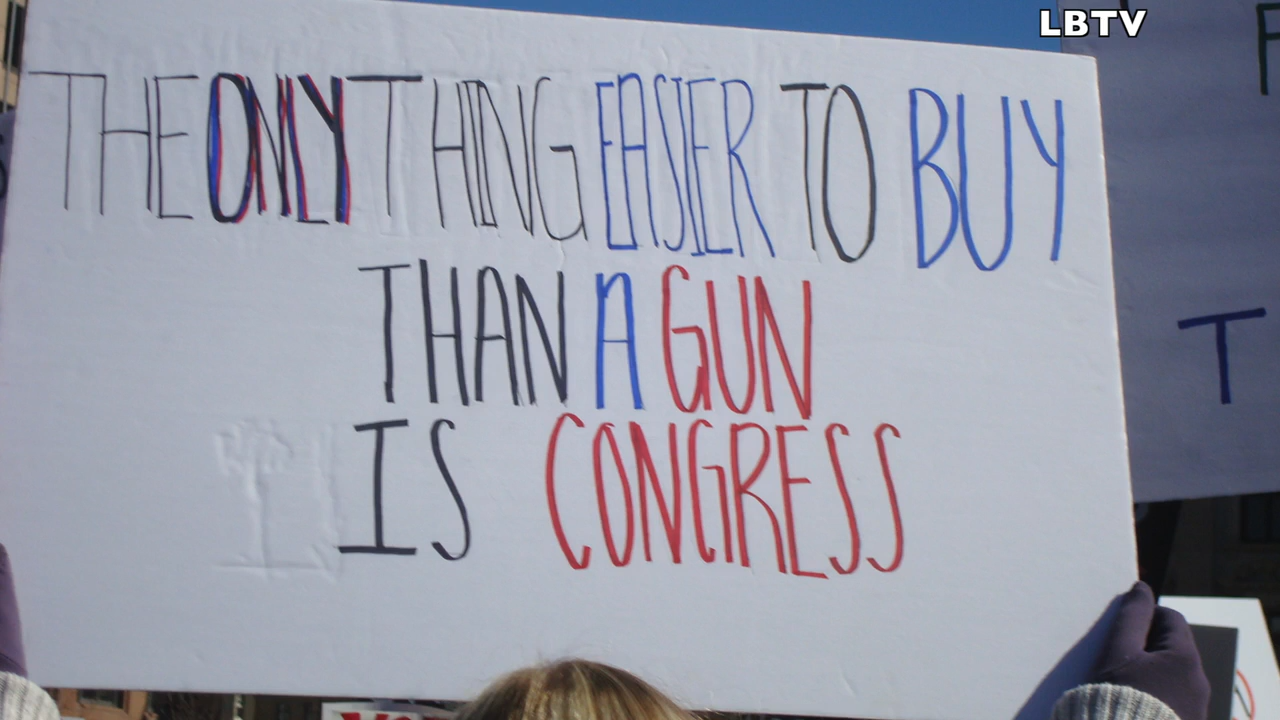 LBTV
THE ONLY THING EASIER TO BUY
THAN A GUN
IS CONGRESS
T